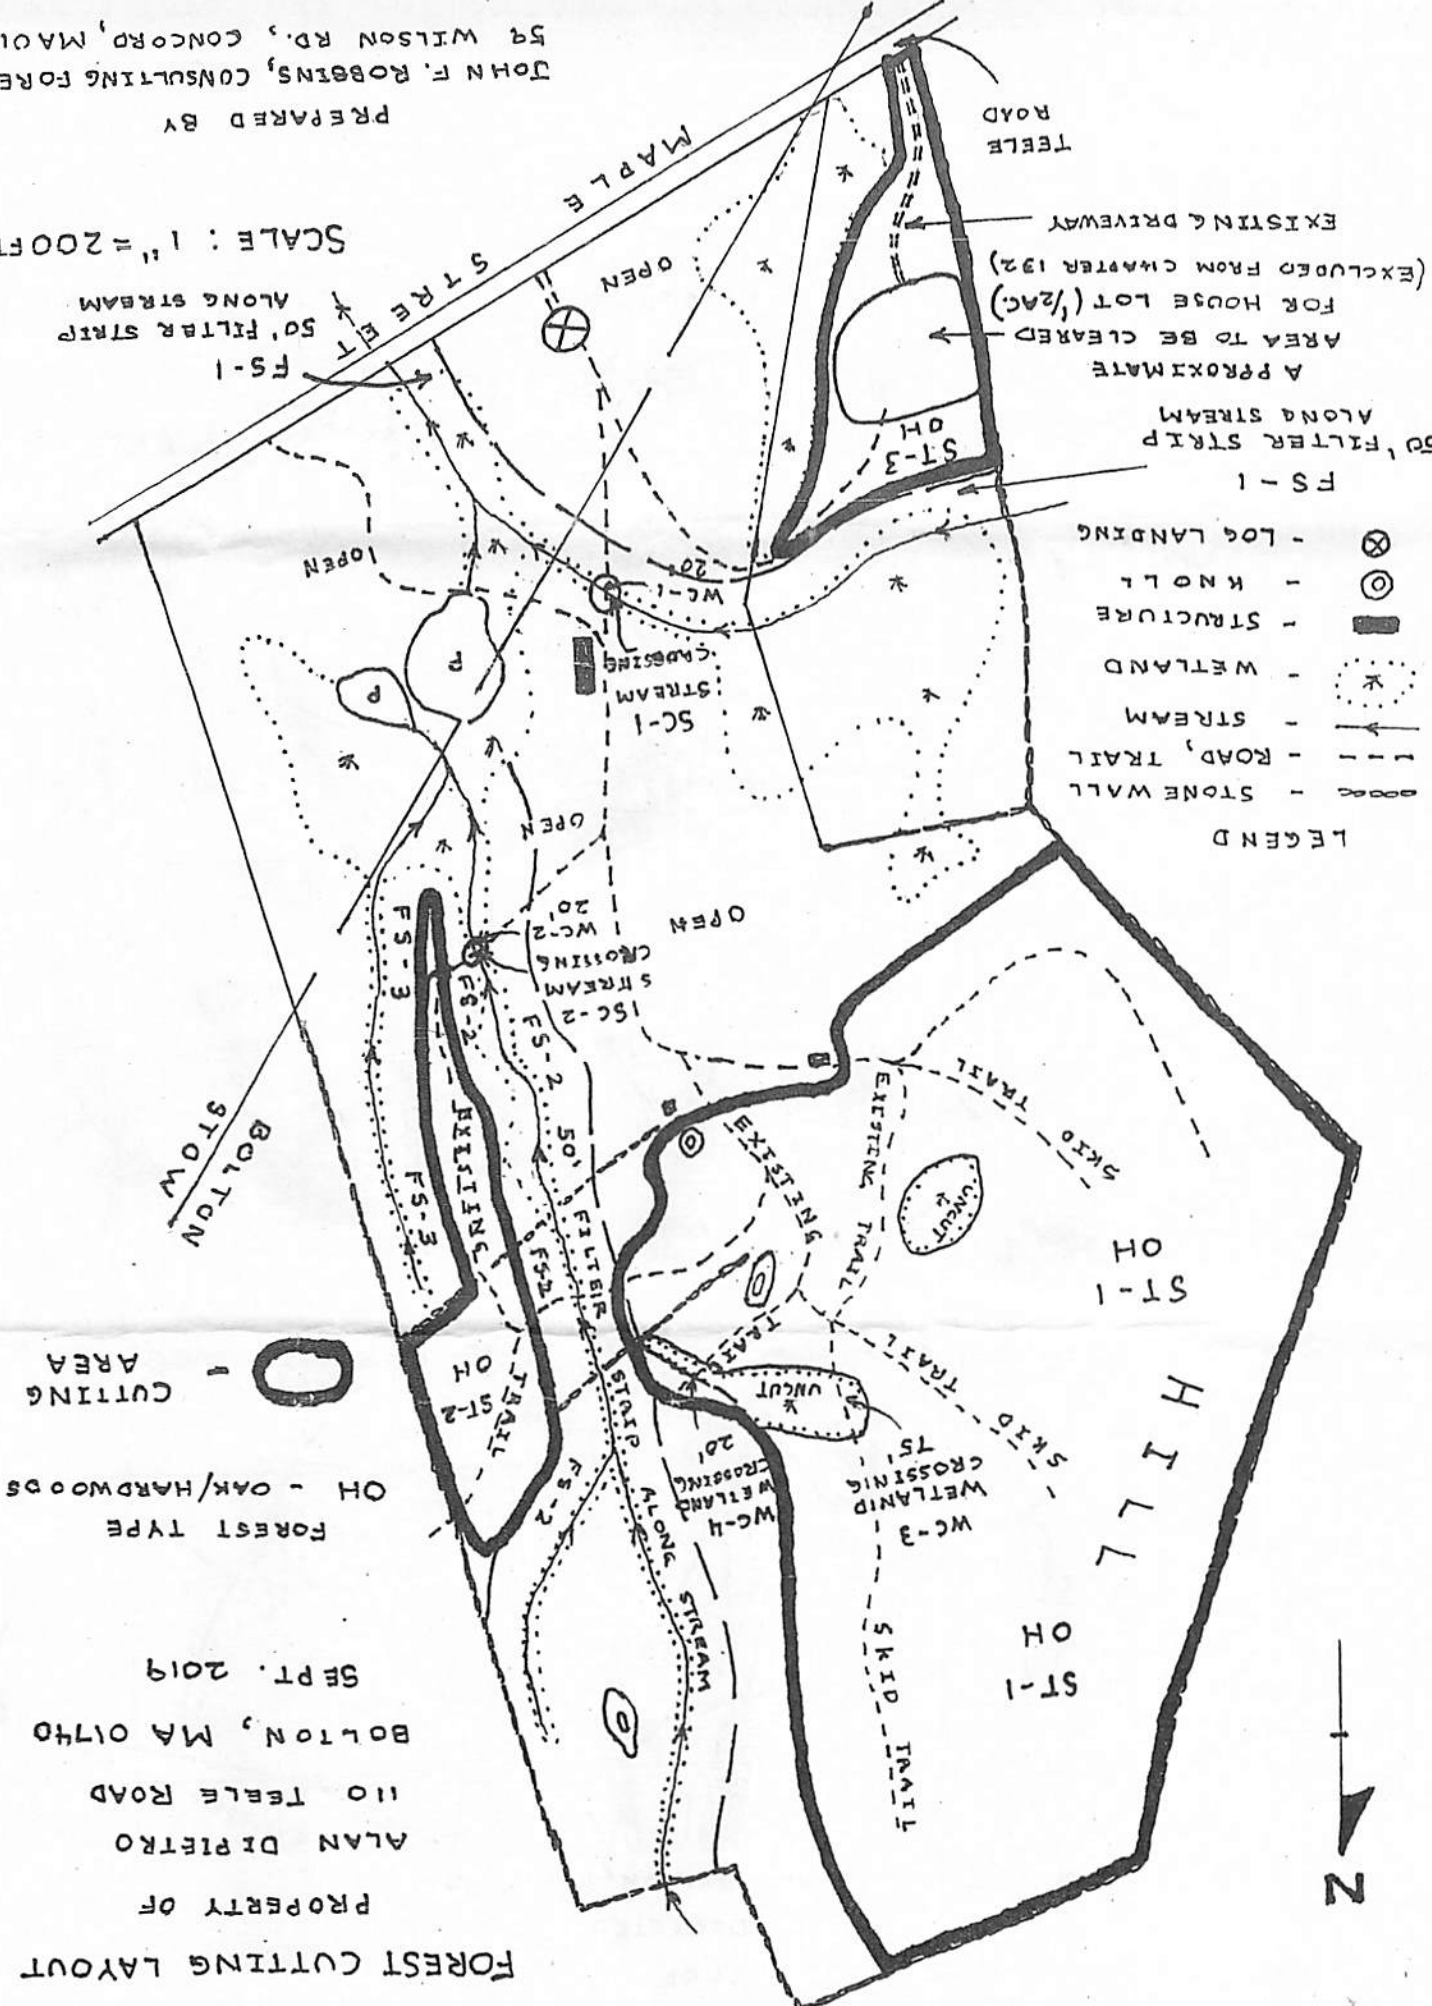 FOREST CUTTING LAYOUT
PROPERTY OF
ALAN DIPIETRO
110 TEELE ROAD
BOLTON, MA 01740
SEPT. 2019
FOREST TYPE
OH - OAK/HARDWOODS
- CUTTING
AREA
N
HILL
ST-1
OH
ST-1
OH
SKID TRAIL
SKID TRAIL
SKID TRAIL
WC-3
WETLAND
CROSSING
75'
WC-4
WETLAND
CROSSING
20'
UNCUT
UNCUT
EXISTING TRAIL
EXISTING TRAIL
50' FILTER STRIP ALONG STREAM
FS-2
FS-2
FS-2
FS-2
ST-2
OH
EXISTING TRAIL
FS-3
FS-3
BOLTON
STOW
SC-2
STREAM
CROSSING
WC-2
20'
OPEN
OPEN
LEGEND
STONE WALL
ROAD, TRAIL
STREAM
WETLAND
STRUCTURE
KNOLL
LOG LANDING
P
P
SC-1
STREAM
CROSSING
WC-1
20'
OPEN
OPEN
FS-1
50' FILTER STRIP
ALONG STREAM
ST-3
OH
APPROXIMATE
AREA TO BE CLEARED
FOR HOUSE LOT (1/2 AC.)
(EXCLUDED FROM CHAPTER 132)
EXISTING DRIVEWAY
TEELE
ROAD
FS-1
50' FILTER STRIP
ALONG STREAM
MAPLE STREET
SCALE : 1" = 200 FT
PREPARED BY
JOHN F. ROBBINS, CONSULTING FORE
59 WILSON RD., CONCORD, MA 01